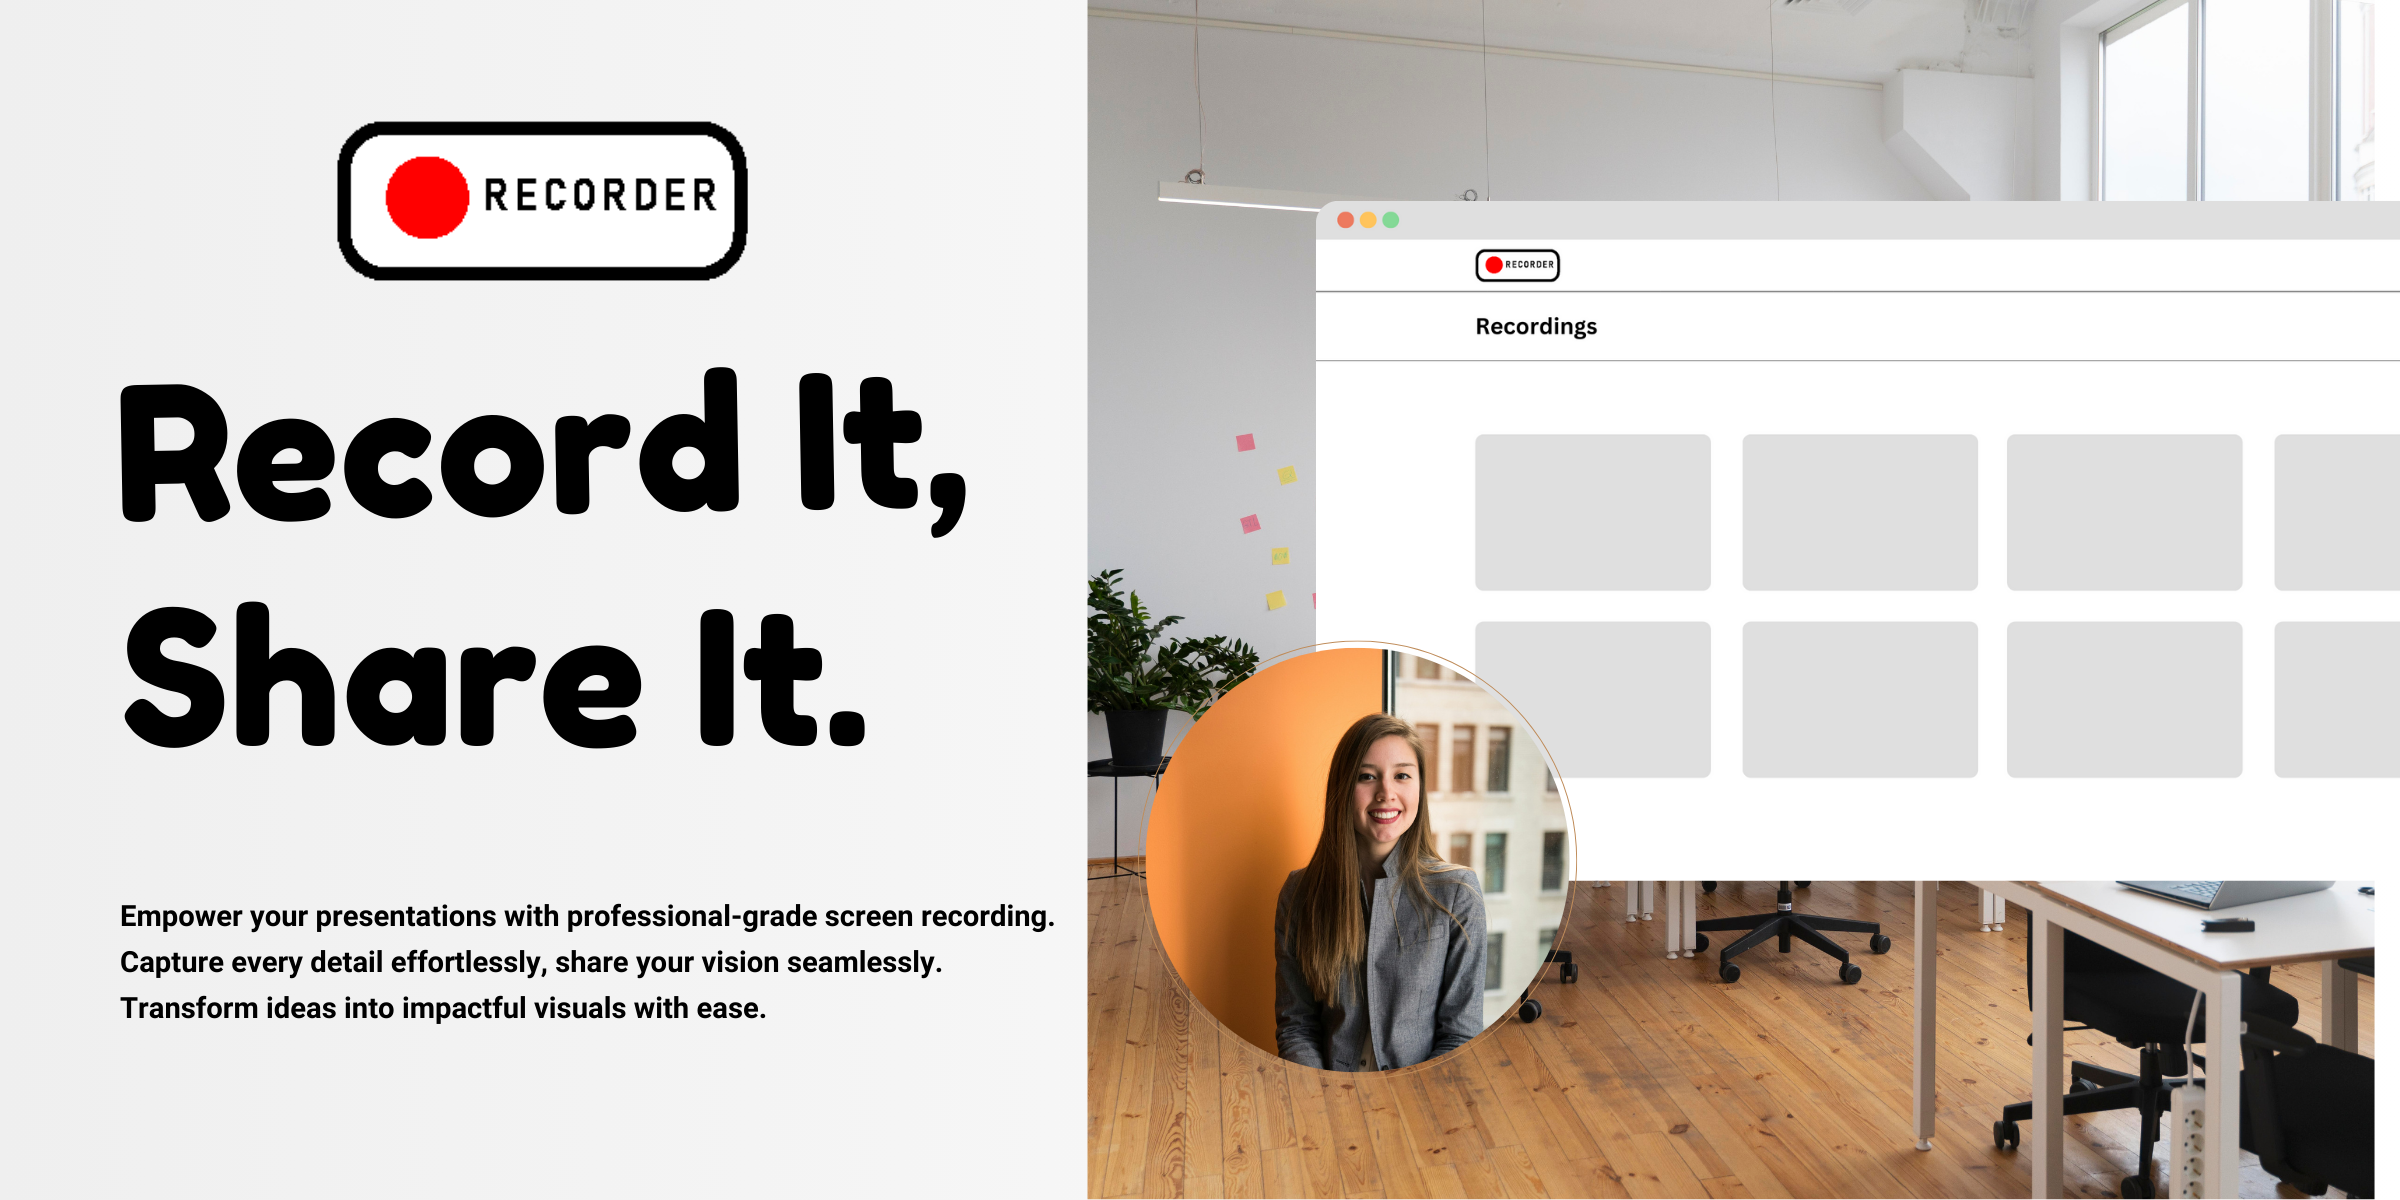 RECORDER
Record It,
Share It.
Empower your presentations with professional-grade screen recording.
Capture every detail effortlessly, share your vision seamlessly.
Transform ideas into impactful visuals with ease.
RECORDER
Recordings